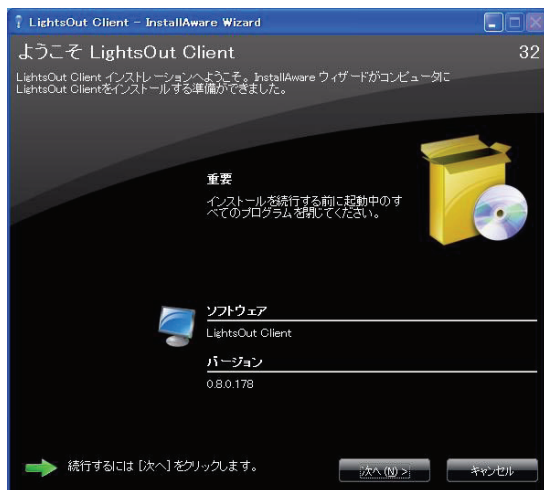 LightsOut Client - InstallAware Wizard
ようこそ LightsOut Client
32
LightsOut Client インストレーションへようこそ。InstallAware ウィザードがコンピュータに
LightsOut Clientをインストールする準備ができました。
重要
インストールを続行する前に起動中のす
べてのプログラムを閉じてください。
ソフトウェア
LightsOut Client
バージョン
0.8.0.178
続行するには [次へ] をクリックします。
次へ(N) >
キャンセル